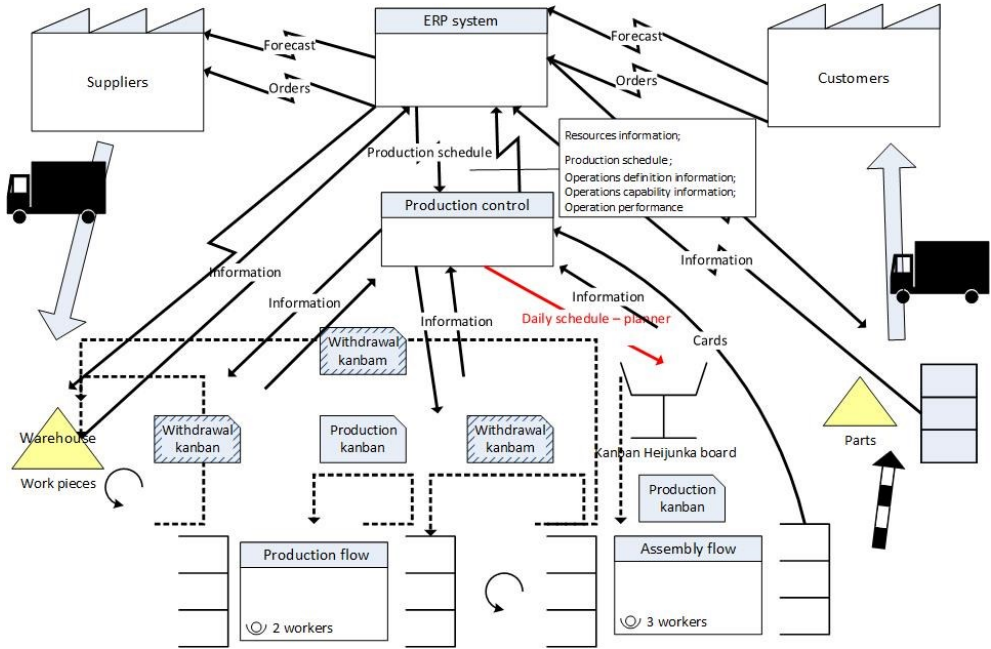 ERP system
Forecast
Orders
Suppliers
Forecast
Orders
Customers
Production schedule
Resources information;
Production schedule ;
Operations definition information;
Operations capability information;
Operation performance
Production control
Information
Information
Information
Information
Information
Daily schedule – planner
Cards
Withdrawal
kanbam
Withdrawal
kanban
Production
kanban
Withdrawal
kanbam
Warehouse
Work pieces
Kanban Heijunka board
Parts
Production
kanban
Production flow
2 workers
Assembly flow
3 workers